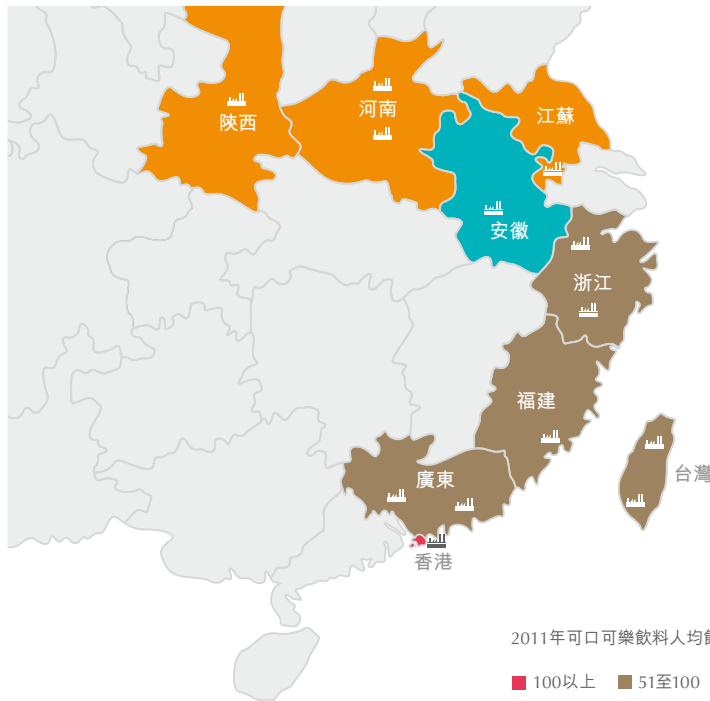 陝西
河南
江蘇
安徽
浙江
福建
廣東
台灣
香港
2011年可口可樂飲料人均
100以上
51至100